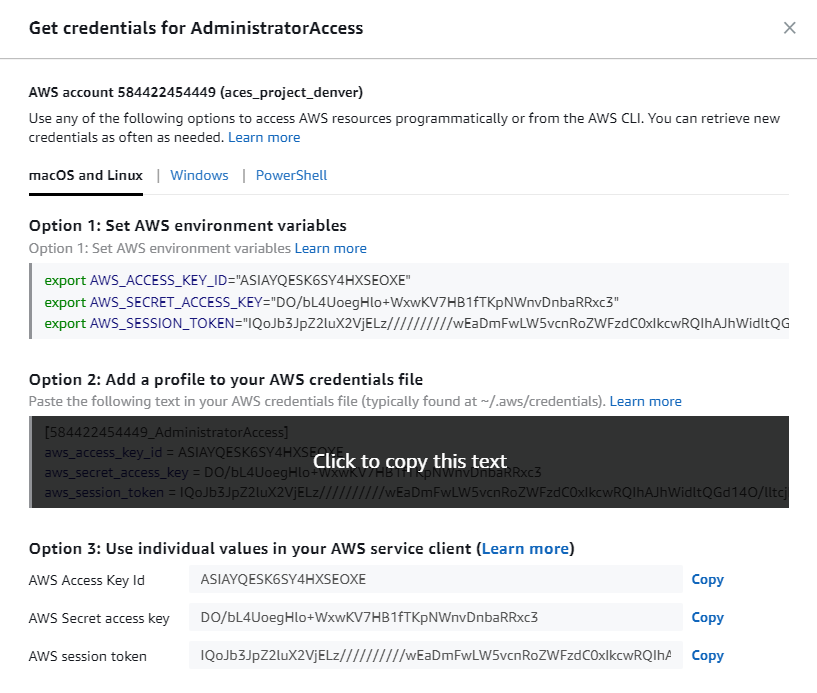 Get credentials for AdministratorAccess
AWS account 584422454449 (aces_project_denver)
Use any of the following options to access AWS resources programmatically or from the AWS CLI. You can retrieve new
credentials as often as needed. Learn more
macOS and Linux | Windows | PowerShell
Option 1: Set AWS environment variables
Option 1: Set AWS environment variables Learn more
export AWS_ACCESS_KEY_ID="ASIAYQESK6SY4HXSEOXE"
export AWS_SECRET_ACCESS_KEY="DO/bL4UoegHlo+WxwKV7HB1fTKpNWnvDnbaRRxc3"
export AWS_SESSION_TOKEN="IQoJb3JpZ2luX2VjELz//////////wEaDmFwLW5vcnRoZWFzdC0xIkcwRQIhAJhWidltQG
Option 2: Add a profile to your AWS credentials file
Paste the following text in your AWS credentials file (typically found at ~/.aws/credentials). Learn more
[584422454449_AdministratorAccess]
aws_access_key_id = ASIAYQESK6SY4HXSEOXE
Click to copy this text
aws_secret_access_key = DO/bL4UoegHlo+WxwKV7HB1fTKpNWnvDnbaRRxc3
aws_session_token = IQoJb3JpZ2luX2VjELz//////////wEaDmFwLW5vcnRoZWFzdC0xIkcwRQIhAJhWidltQGd14O/lltcj
Option 3: Use individual values in your AWS service client (Learn more)
AWS Access Key Id ASIAYQESK6SY4HXSEOXE Copy
AWS Secret access key DO/bL4UoegHlo+WxwKV7HB1fTKpNWnvDnbaRRxc3 Copy
AWS session token IQoJb3JpZ2luX2VjELz//////////wEaDmFwLW5vcnRoZWFzdC0xIkcwRQIhA Copy